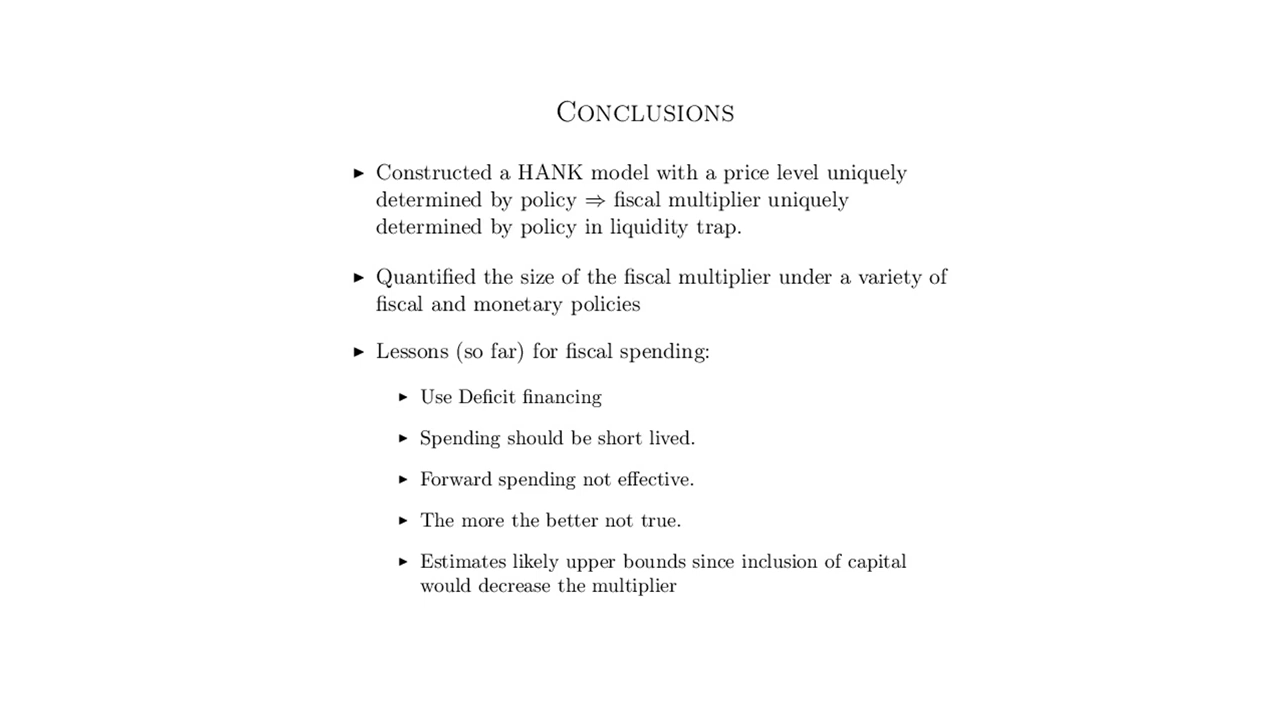 Conclusions
▶ Constructed a HANK model with a price level uniquely
determined by policy ⇒ fiscal multiplier uniquely
determined by policy in liquidity trap.
▶ Quantified the size of the fiscal multiplier under a variety of
fiscal and monetary policies
▶ Lessons (so far) for fiscal spending:
▶ Use Deficit financing
▶ Spending should be short lived.
▶ Forward spending not effective.
▶ The more the better not true.
▶ Estimates likely upper bounds since inclusion of capital
would decrease the multiplier